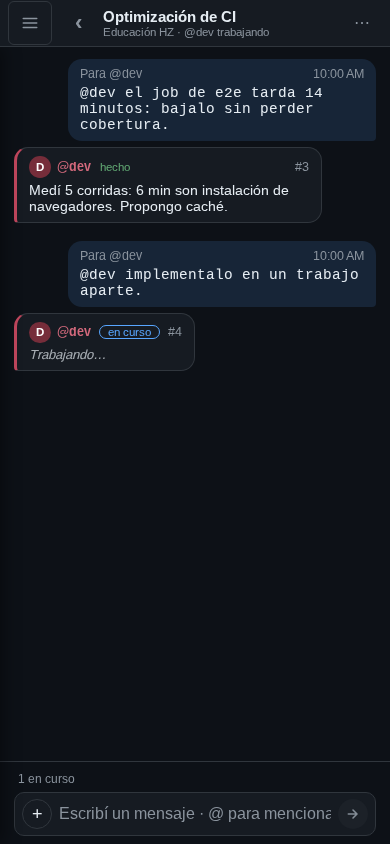 Optimización de CI
Educación HZ · @dev trabajando
Para @dev 10:00 AM
@dev el job de e2e tarda 14
minutos: bajalo sin perder
cobertura.
D @dev hecho #3
Medí 5 corridas: 6 min son instalación de
navegadores. Propongo caché.
Para @dev 10:00 AM
@dev implementalo en un trabajo
aparte.
D @dev en curso #4
Trabajando…
1 en curso
Escribí un mensaje · @ para menciona